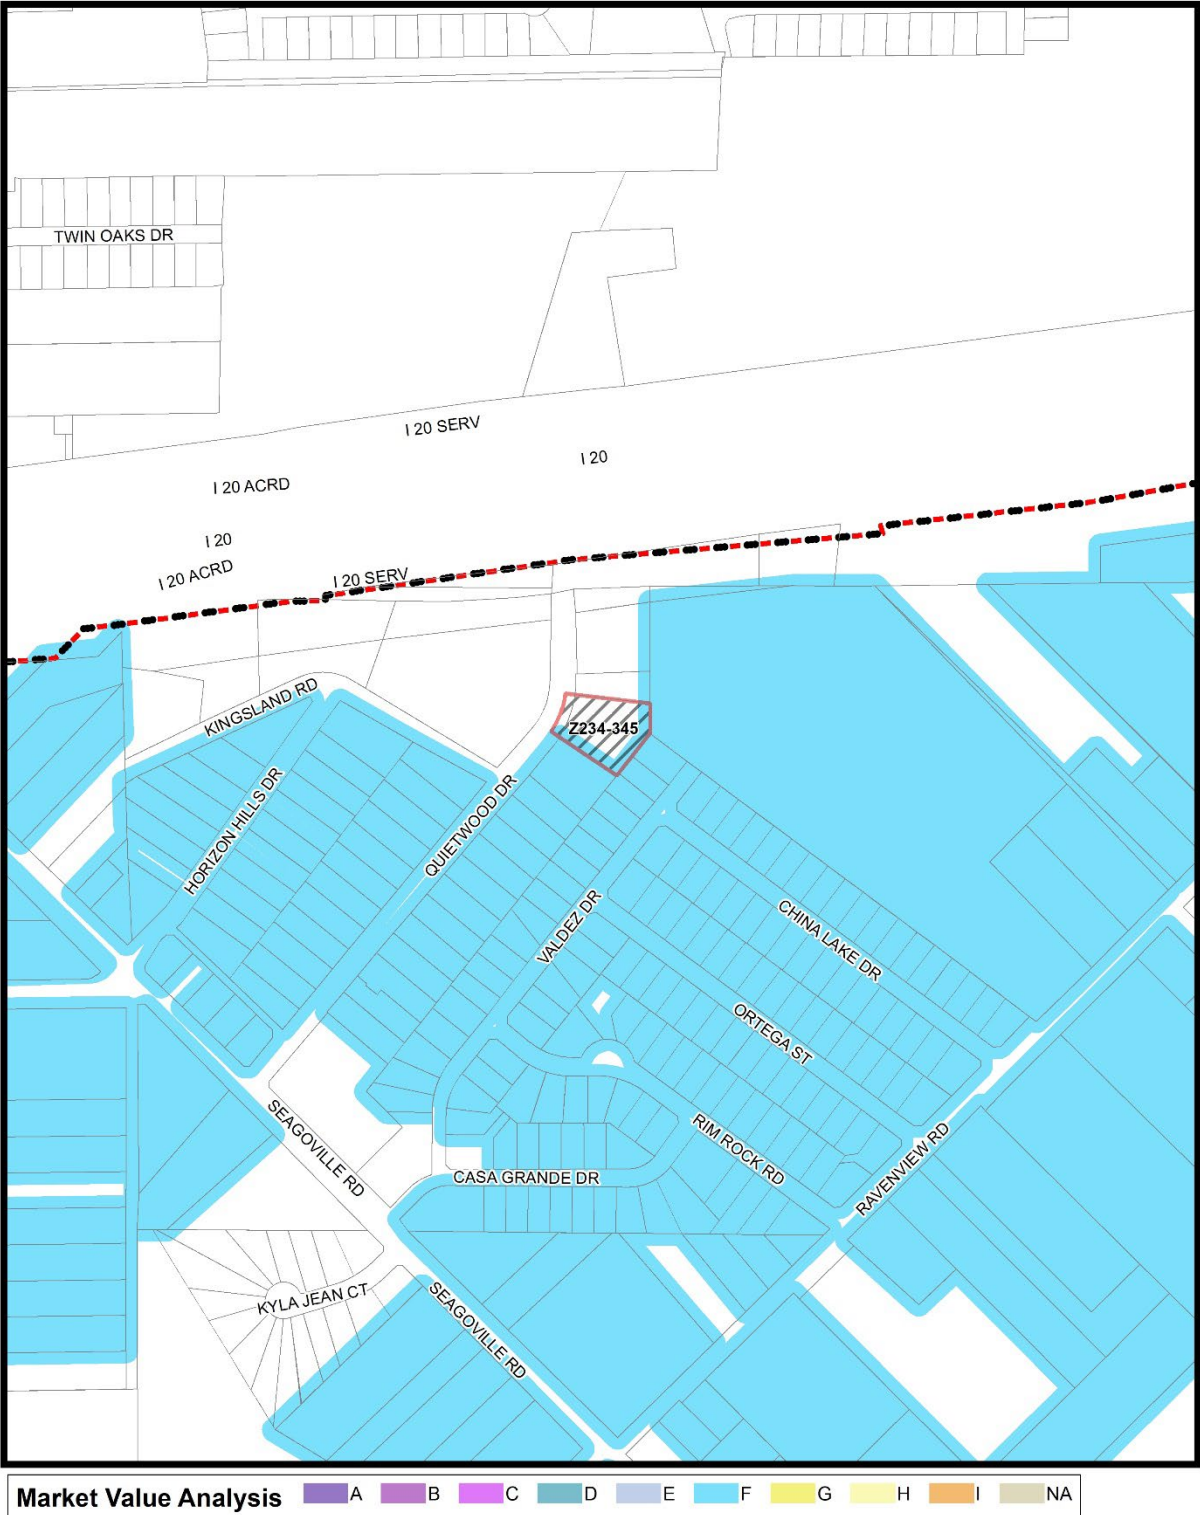 TWIN OAKS DR
I 20 SERV
I 20
I 20 ACRD
I 20
I 20 ACRD
I 20 SERV
KINGSLAND RD
Z234-345
HORIZON HILLS DR
QUIETWOOD DR
VALDEZ DR
CHINA LAKE DR
ORTEGA ST
RIM ROCK RD
RAVENVIEW RD
SEAGOVILLE RD
CASA GRANDE DR
KYLA JEAN CT
SEAGOVILLE RD
Market Value Analysis A B C D E F G H I NA